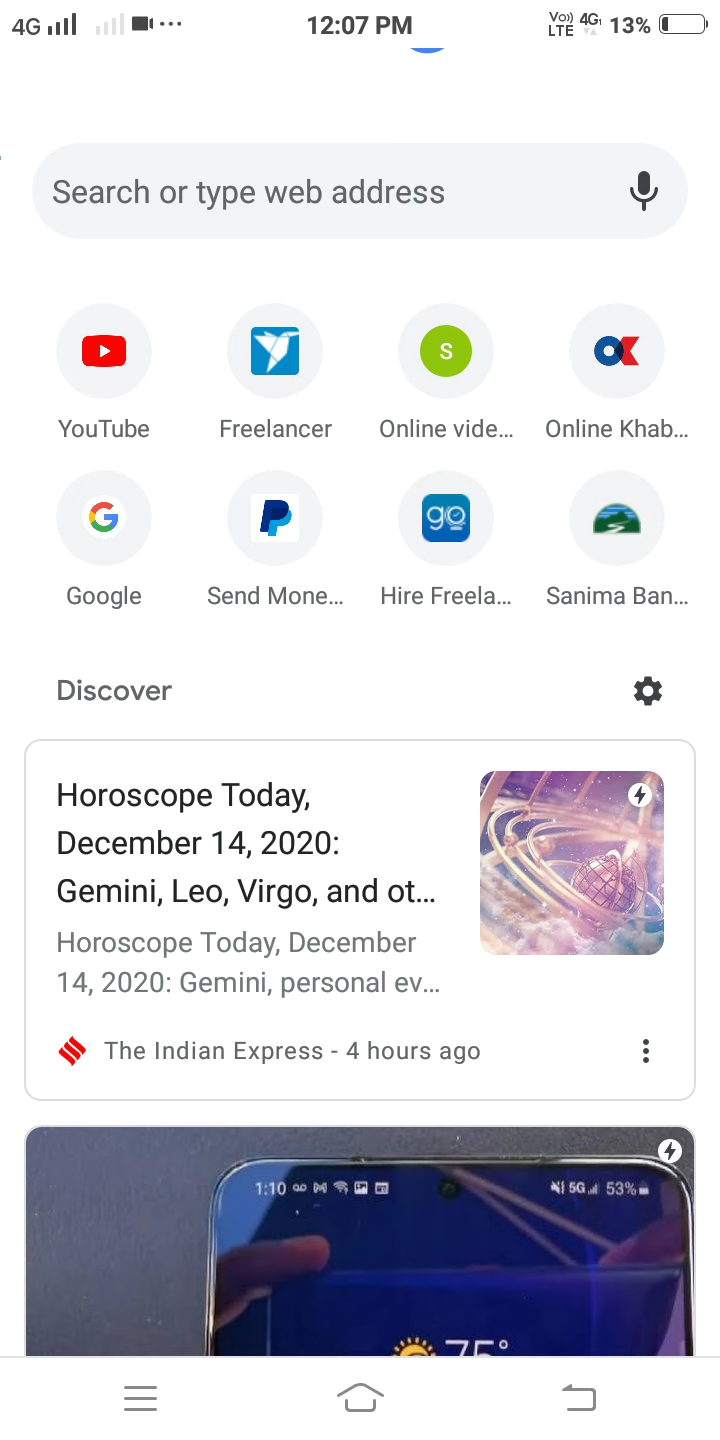 4G 12:07 PM Vo)) LTE 4G 13%
Search or type web address
S
YouTube Freelancer Online vide... Online Khab...
G P go
Google Send Mone... Hire Freela... Sanima Ban...
Discover
Horoscope Today,
December 14, 2020:
Gemini, Leo, Virgo, and ot...
Horoscope Today, December
14, 2020: Gemini, personal ev...
The Indian Express - 4 hours ago
1:10 5G 53%
75°